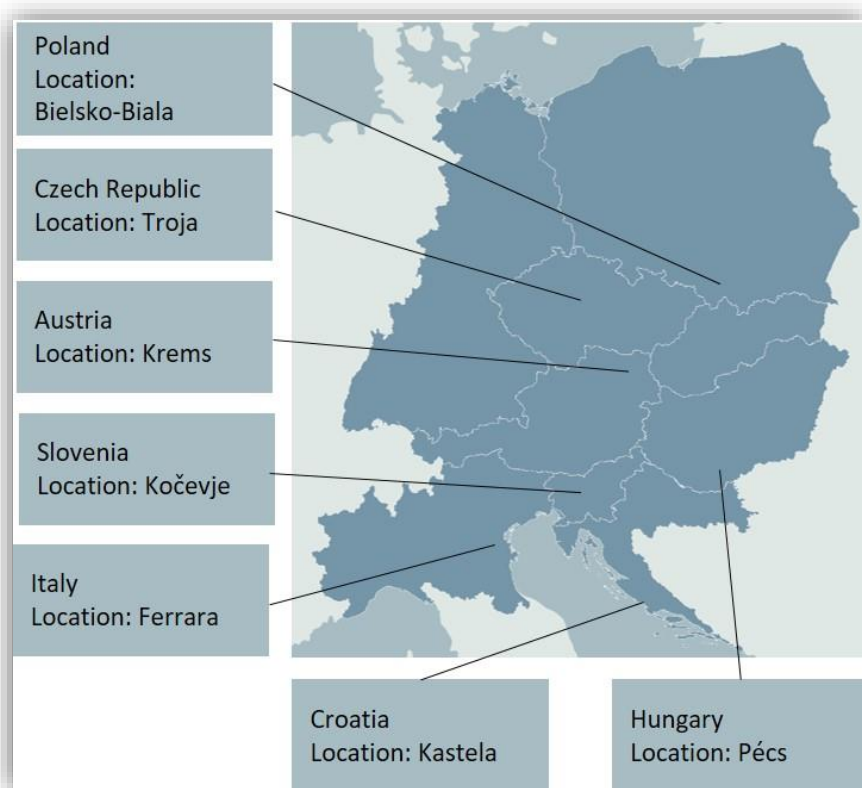 Poland
Location:
Bielsko-Biala
Czech Republic
Location: Troja
Austria
Location: Krems
Slovenia
Location: Kočevje
Italy
Location: Ferrara
Croatia
Location: Kastela
Hungary
Location: Pécs